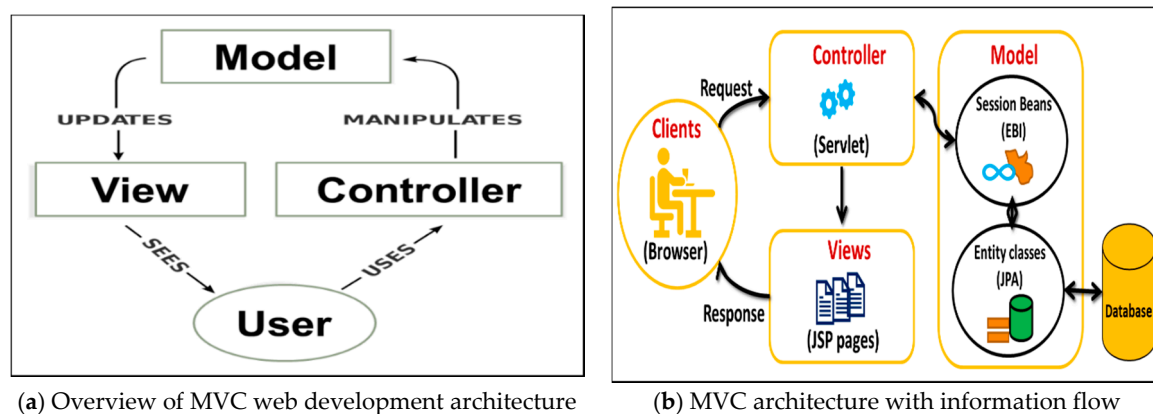 Model
UPDATES
MANIPULATES
View
Controller
SEES
USES
User
(a) Overview of MVC web development architecture
Clients
(Browser)
Request
Response
Controller
(Servlet)
Views
(JSP pages)
Model
Session Beans
(EBI)
Entity classes
(JPA)
Database
(b) MVC architecture with information flow